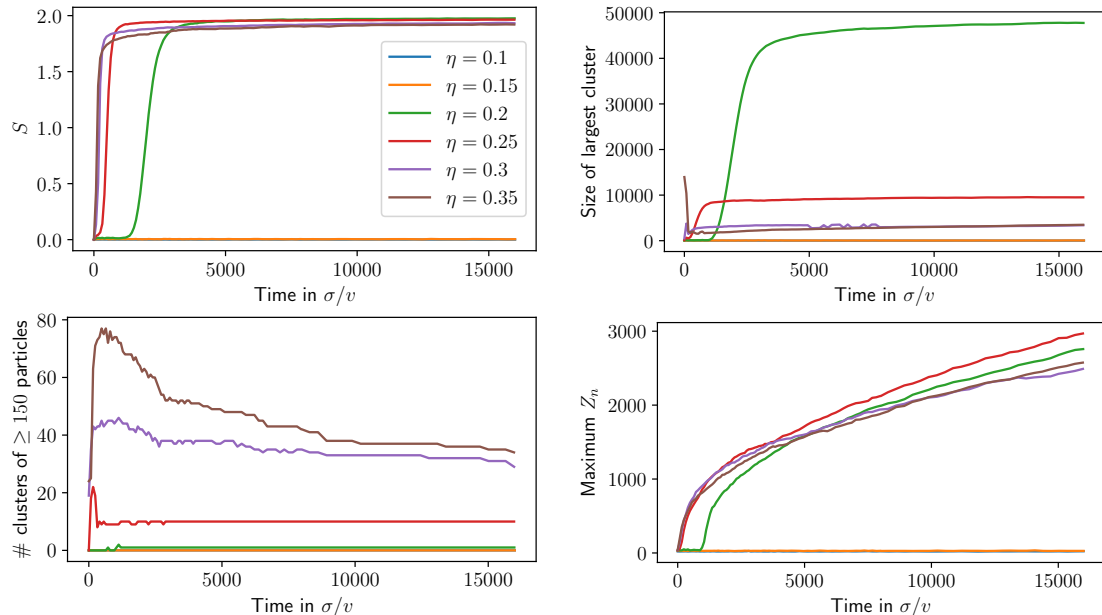 2.0
1.5
1.0
0.5
0.0
S
0
5000
10000
15000
Time in σ/v
η = 0.1
η = 0.15
η = 0.2
η = 0.25
η = 0.3
η = 0.35
50000
40000
30000
20000
10000
0
Size of largest cluster
0
5000
10000
15000
Time in σ/v
80
60
40
20
0
# clusters of ≥ 150 particles
0
5000
10000
15000
Time in σ/v
3000
2000
1000
0
Maximum Zₙ
0
5000
10000
15000
Time in σ/v